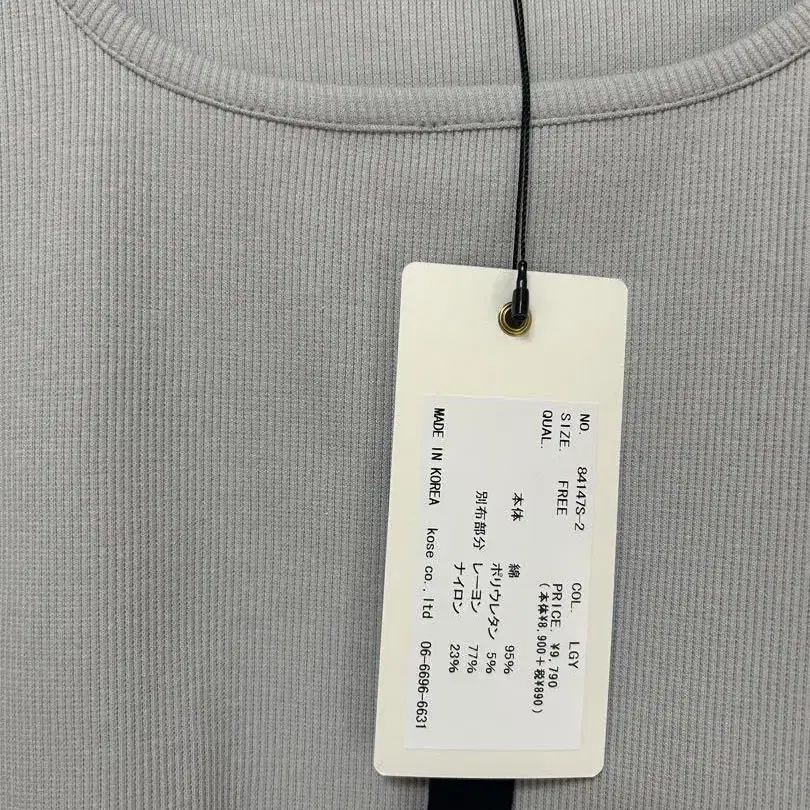 NO. 84147S-2 COL. LGY
SIZE. FREE PRICE. ¥9,790
(本体¥8,900+税¥890)
QUAL.
本体 綿 95%
ポリウレタン 5%
別布部分 レーヨン 77%
ナイロン 23%
MADE IN KOREA kose co.,ltd 06-6696-6631